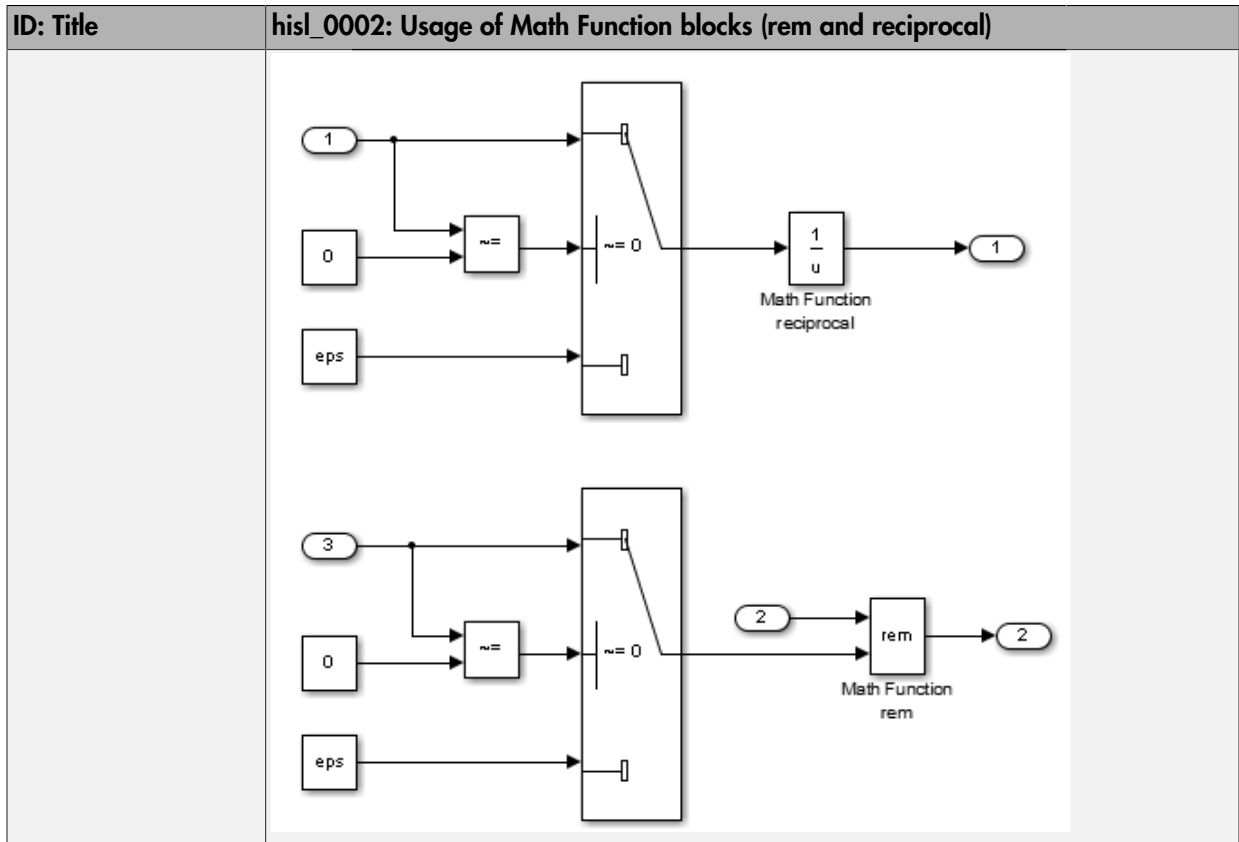 ID: Title
hisl_0002: Usage of Math Function blocks (rem and reciprocal)
1
0
~=
~= 0
eps
1
u
Math Function
reciprocal
1
3
0
~=
~= 0
eps
2
rem
Math Function
rem
2